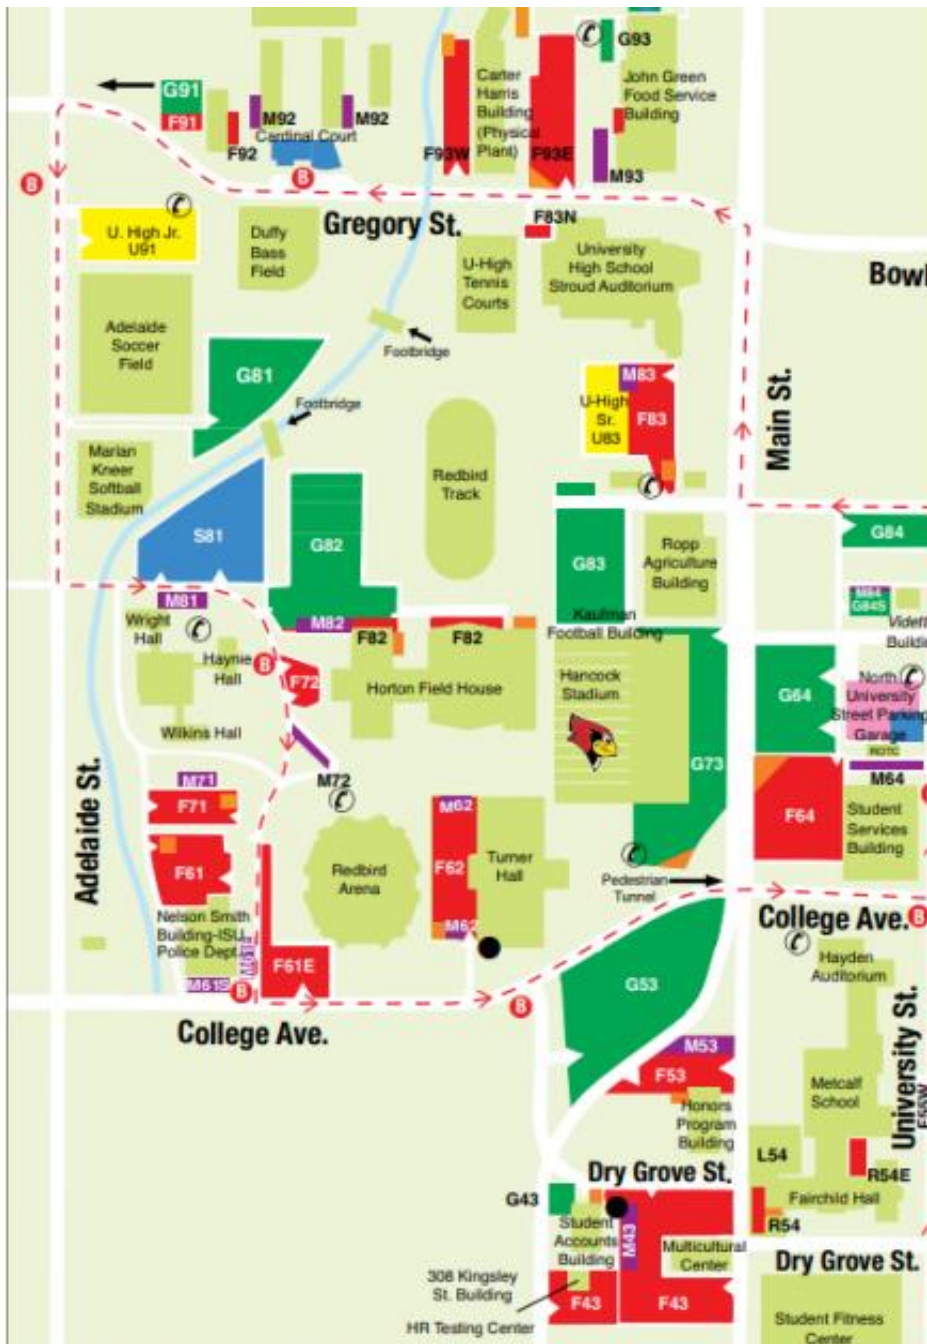 G91
F91
M92
M92
F92
Cardinal Court
Carter
Harris
Building
(Physical
Plant)
F93W
F93E
G93
John Green
Food Service
Building
M93
B
B
Gregory St.
F83N
U. High Jr.
U91
Duffy
Bass
Field
U-High
Tennis
Courts
University
High School
Stroud Auditorium
Bowl
Adelaide
Soccer
Field
Footbridge
G81
Footbridge
M83
U-High
Sr.
U83
F83
Main St.
Marian
Kneer
Softball
Stadium
Redbird
Track
S81
G82
G83
Ropp
Agriculture
Building
G84
M84
G84S
M81
Wright
Hall
M82
F82
F82
Kaufman
Football Building
Vidett
Buildin
Haynie
Hall
B
F72
Horton Field House
Hancock
Stadium
G64
North
University
Street Parking
Garage
ROTC
Wilkins Hall
G73
M72
M71
M64
Adelaide St.
F71
M62
F64
Student
Services
Building
F61
Redbird
Arena
F62
Turner
Hall
Pedestrian
Tunnel
College Ave.
B
Nelson Smith
Building-ISU
Police Dept.
M62
M61S
B
F61E
B
G53
Hayden
Auditorium
College Ave.
University St.
F55W
M53
F53
Metcalf
School
Honors
Program
Building
L54
R54E
Dry Grove St.
G43
Fairchild Hall
R54
Student
Accounts
Building
M43
Multicultural
Center
Dry Grove St.
308 Kingsley
St. Building
F43
F43
HR Testing Center
Student Fitness
Center